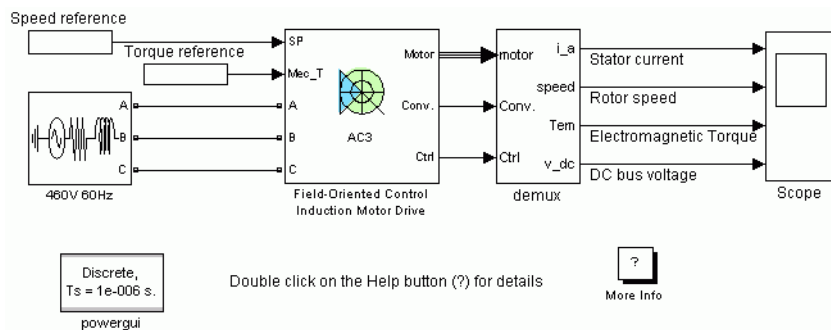 Speed reference
Torque reference
SP
Mec_T
A
B
C
Motor
Conv.
Ctrl
AC3
Field-Oriented Control
Induction Motor Drive
A
B
C
460V 60Hz
motor
Conv.
Ctrl
i_a
speed
Tem
v_dc
demux
Stator current
Rotor speed
Electromagnetic Torque
DC bus voltage
Scope
Discrete,
Ts = 1e-006 s.
powergui
Double click on the Help button (?) for details
?
More Info